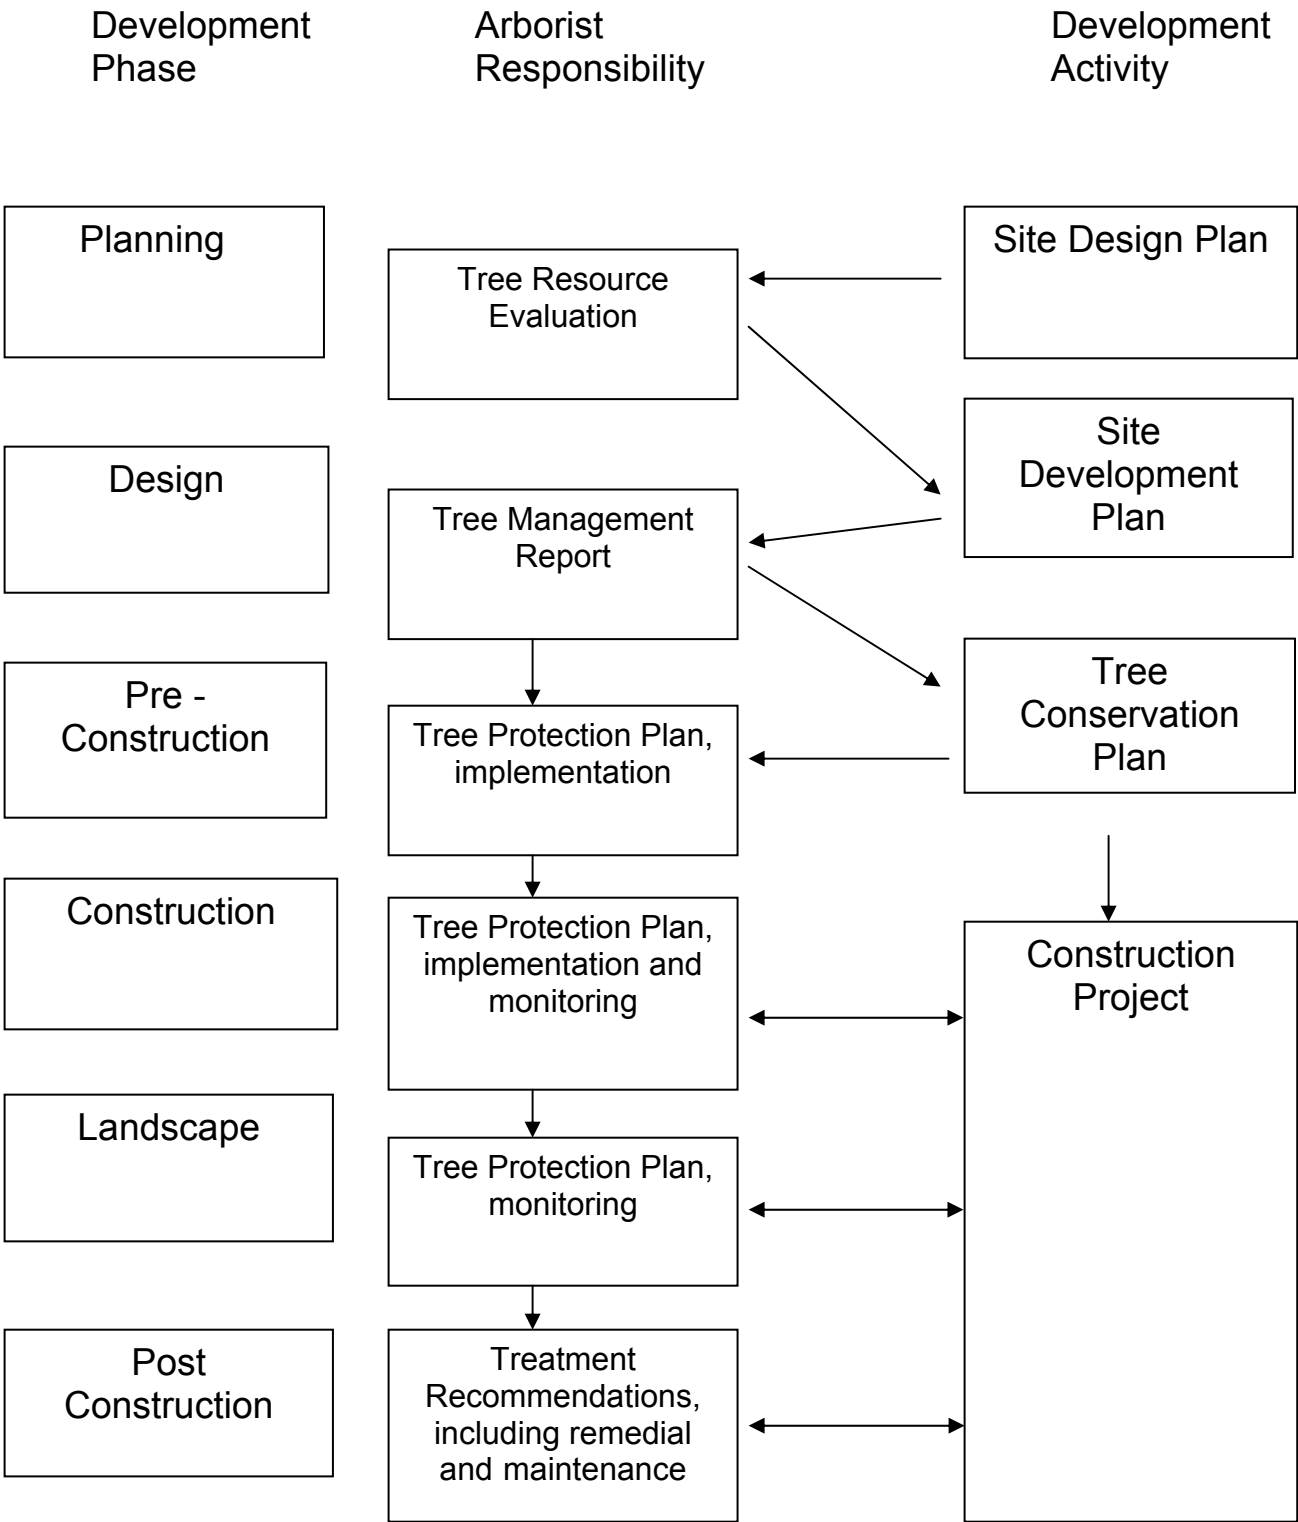 Development
Phase
Arborist
Responsibility
Development
Activity
Planning
Tree Resource
Evaluation
Site Design Plan
Site
Development
Plan
Design
Tree Management
Report
Pre -
Construction
Tree Protection Plan,
implementation
Tree
Conservation
Plan
Construction
Tree Protection Plan,
implementation and
monitoring
Construction
Project
Landscape
Tree Protection Plan,
monitoring
Post
Construction
Treatment
Recommendations,
including remedial
and maintenance